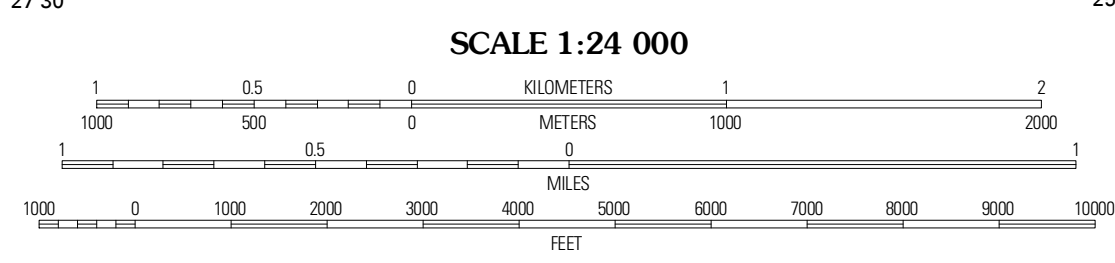 27'30" 25'
SCALE 1:24 000
1 0.5 0 KILOMETERS 1 2
1000 500 0 METERS 1000 2000
1 0.5 0 1
MILES
1000 0 1000 2000 3000 4000 5000 6000 7000 8000 9000 10000
FEET